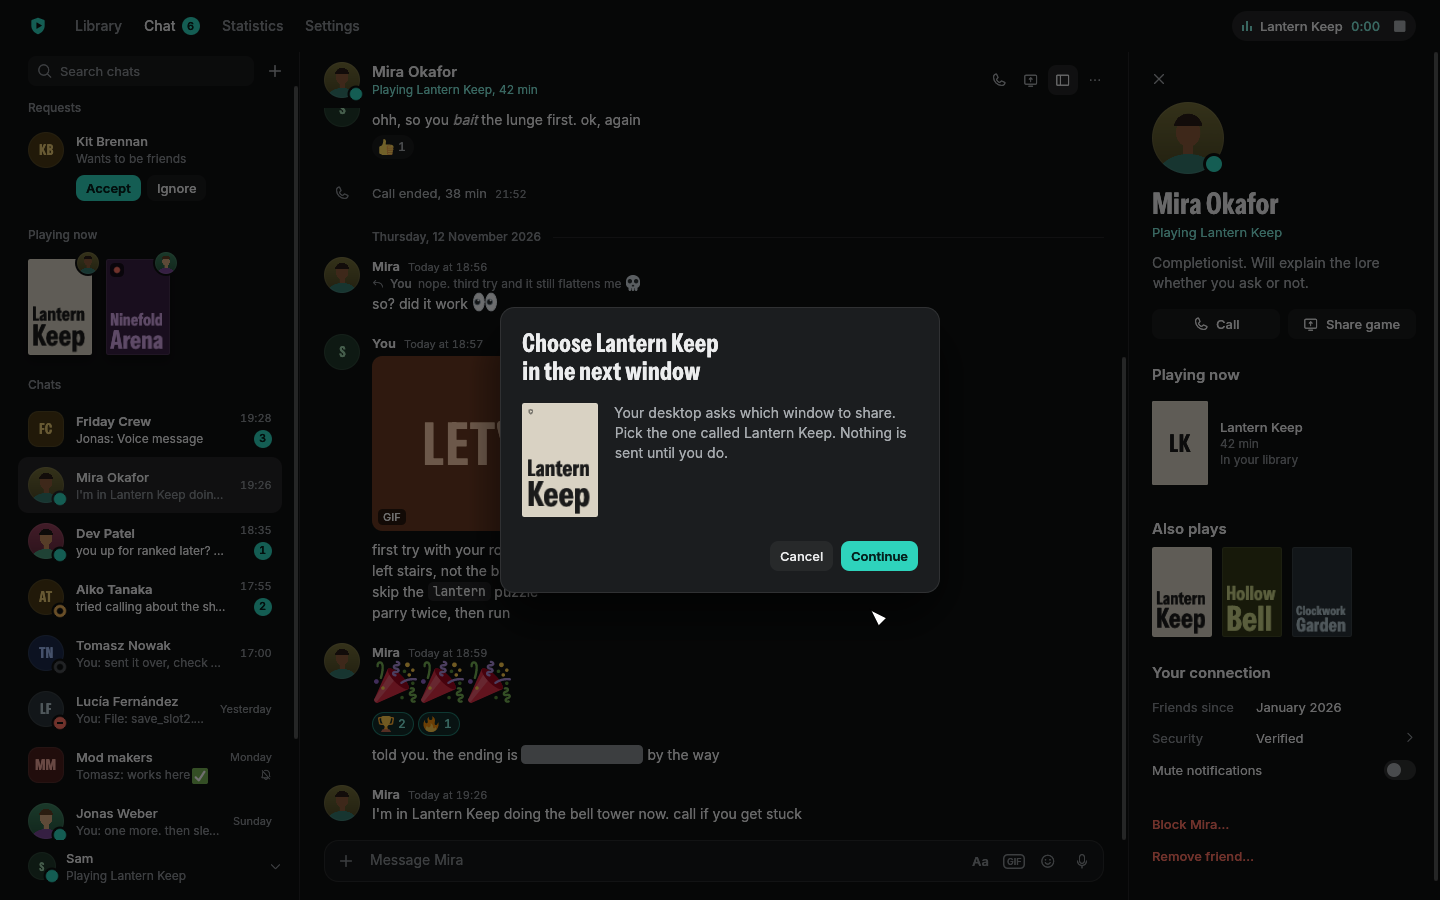 Library
Chat 6
Statistics
Settings
Lantern Keep 0:00
Search chats
Requests
KB
Kit Brennan
Wants to be friends
Accept
Ignore
Playing now
Lantern
Keep
Ninefold
Arena
Chats
FC
Friday Crew
19:28
Jonas: Voice message
3
Mira Okafor
I'm in Lantern Keep doin...
19:26
Dev Patel
18:35
you up for ranked later? ...
1
AT
Aiko Tanaka
17:55
tried calling about the sh...
2
TN
Tomasz Nowak
You: sent it over, check ...
17:00
LF
Lucía Fernández
You: File: save_slot2....
Yesterday
MM
Mod makers
Monday
Tomasz: works here
Jonas Weber
You: one more. then sle...
Sunday
S
Sam
Playing Lantern Keep
Mira Okafor
Playing Lantern Keep, 42 min
S
ohh, so you bait the lunge first. ok, again
1
Call ended, 38 min 21:52
Thursday, 12 November 2026
Mira Today at 18:56
You nope. third try and it still flattens me
so? did it work
S
You Today at 18:57
LET'
GIF
first try with your ro
left stairs, not the b
skip the lantern puzzle
parry twice, then run
Mira Today at 18:59
2
1
told you. the ending is by the way
Mira Today at 19:26
I'm in Lantern Keep doing the bell tower now. call if you get stuck
Message Mira
Aa
GIF
Choose Lantern Keep
in the next window
Lantern
Keep
Your desktop asks which window to share.
Pick the one called Lantern Keep. Nothing is
sent until you do.
Cancel
Continue
Mira Okafor
Playing Lantern Keep
Completionist. Will explain the lore
whether you ask or not.
Call
Share game
Playing now
LK
Lantern Keep
42 min
In your library
Also plays
Lantern
Keep
Hollow
Bell
Clockwork
Garden
Your connection
Friends since January 2026
Security Verified
Mute notifications
Block Mira...
Remove friend...